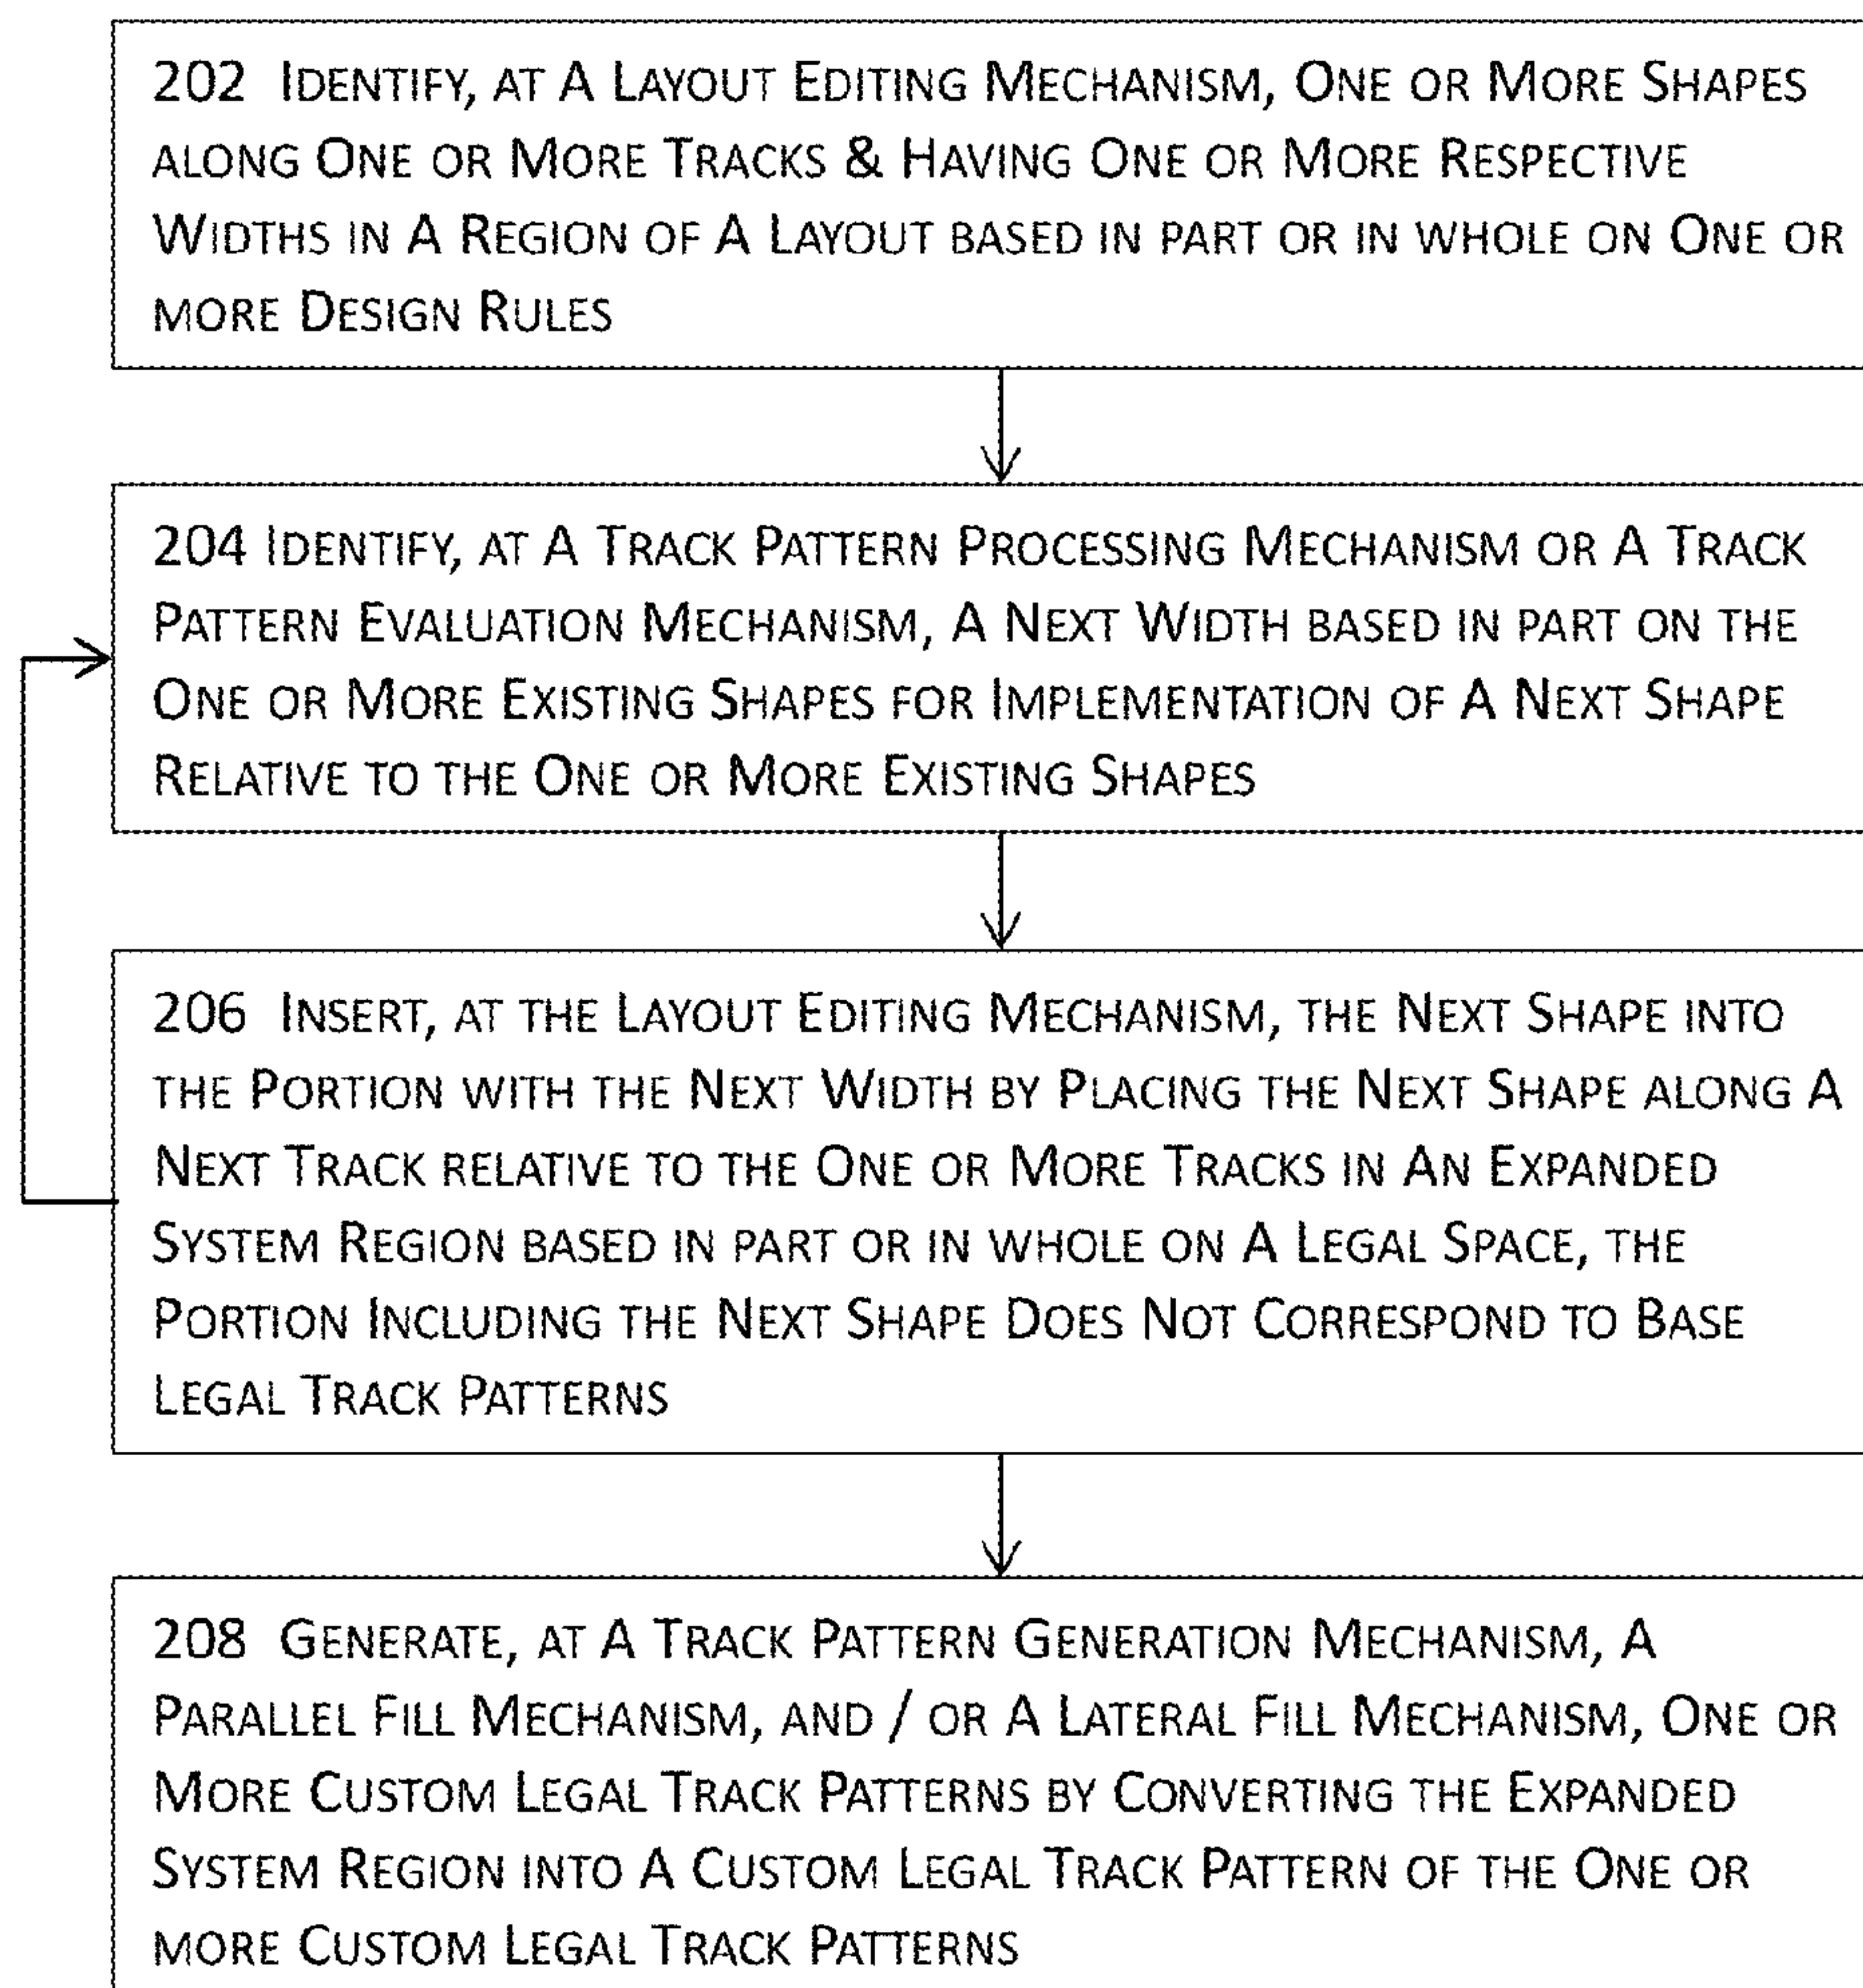 202 Identify, at A Layout Editing Mechanism, One or More Shapes
along One or More Tracks & Having One or More Respective
Widths in A Region of A Layout based in part or in whole on One or
more Design Rules
204 Identify, at A Track Pattern Processing Mechanism or A Track
Pattern Evaluation Mechanism, A Next Width based in part on the
One or More Existing Shapes for Implementation of A Next Shape
Relative to the One or More Existing Shapes
206 Insert, at the Layout Editing Mechanism, the Next Shape into
the Portion with the Next Width by Placing the Next Shape along A
Next Track relative to the One or More Tracks in An Expanded
System Region based in part or in whole on A Legal Space, the
Portion Including the Next Shape Does Not Correspond to Base
Legal Track Patterns
208 Generate, at A Track Pattern Generation Mechanism, A
Parallel Fill Mechanism, and / or A Lateral Fill Mechanism, One or
More Custom Legal Track Patterns by Converting the Expanded
System Region into A Custom Legal Track Pattern of the One or
more Custom Legal Track Patterns